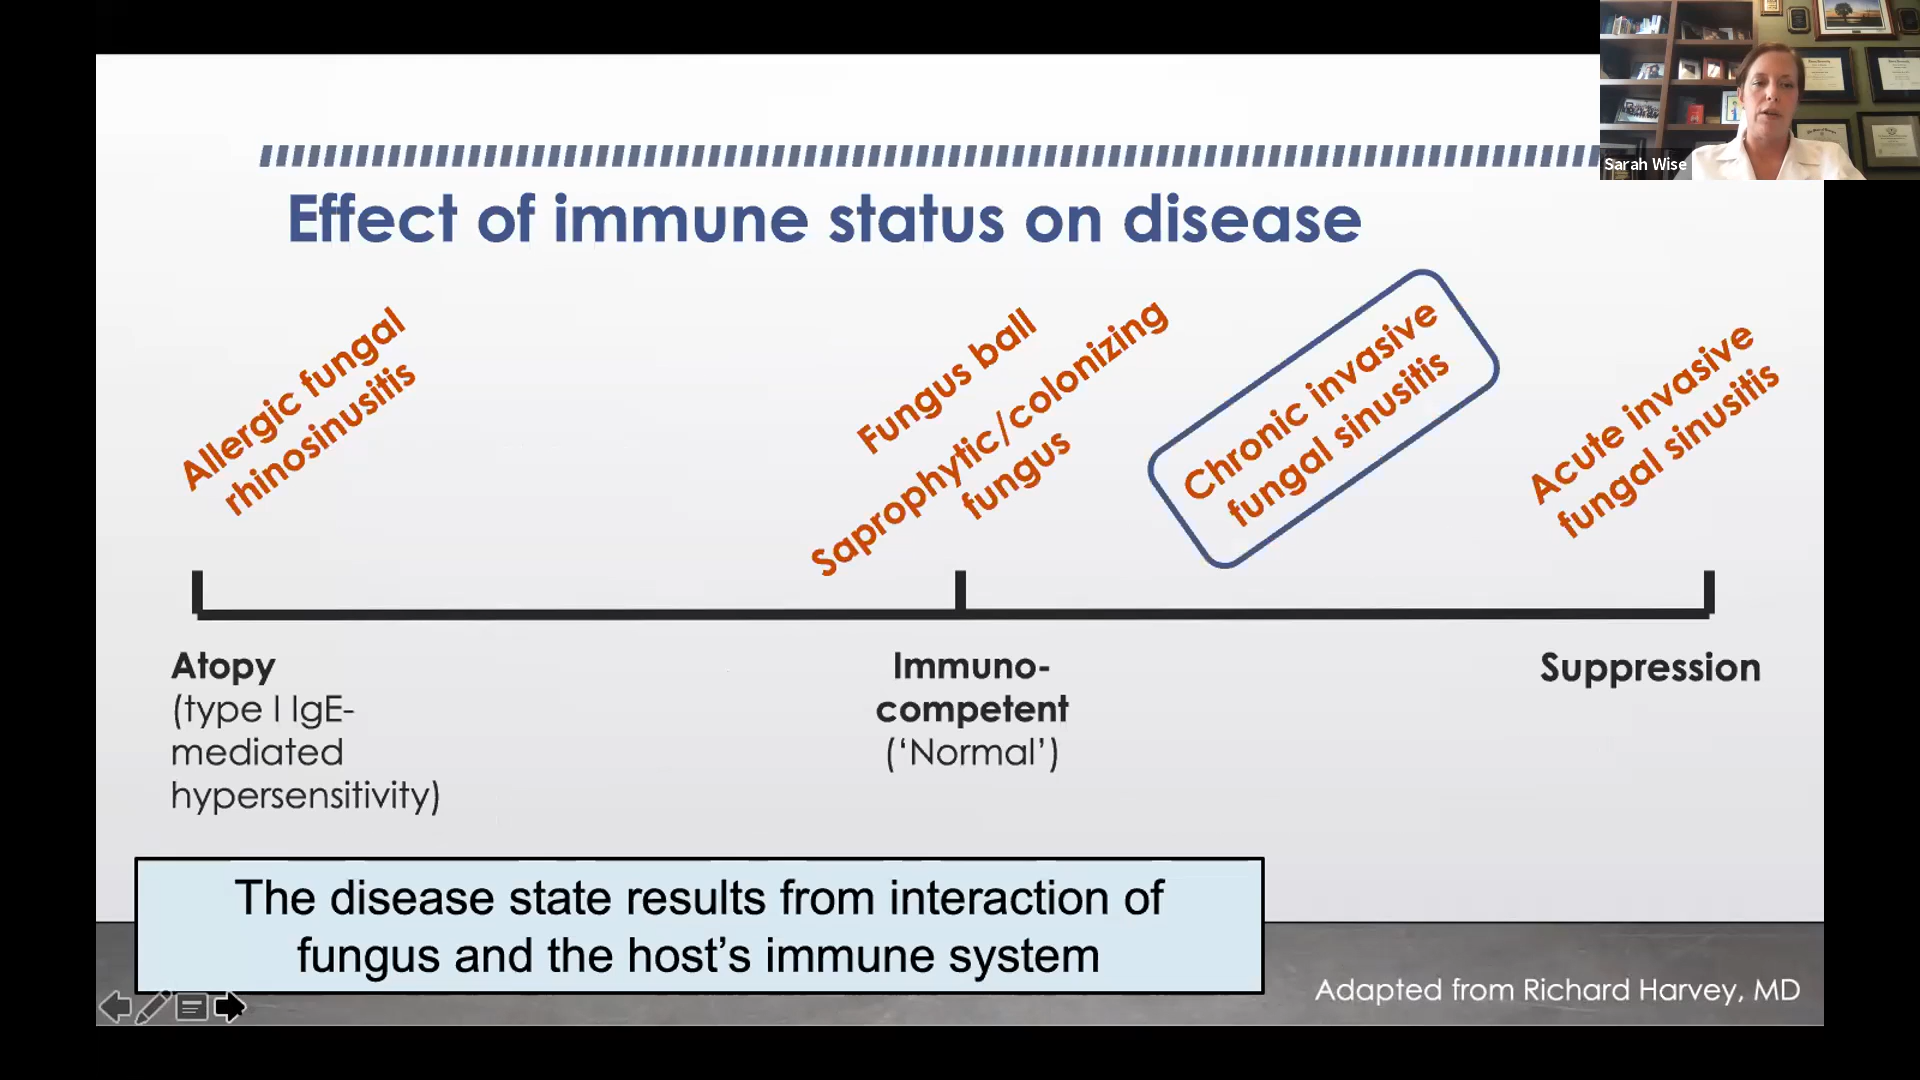 Sarah Wise
Effect of immune status on disease
Allergic fungal
rhinosinusitis
Fungus ball
Saprophytic/colonizing
fungus
Chronic invasive
fungal sinusitis
Acute invasive
fungal sinusitis
Atopy
(type I IgE-
mediated
hypersensitivity)
Immuno-
competent
(‘Normal’)
Suppression
The disease state results from interaction of
fungus and the host’s immune system
Adapted from Richard Harvey, MD